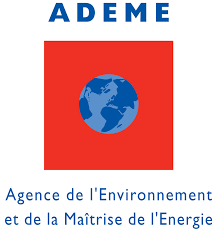 ADEME
Agence de l'Environnement
et de la Maîtrise de l'Energie